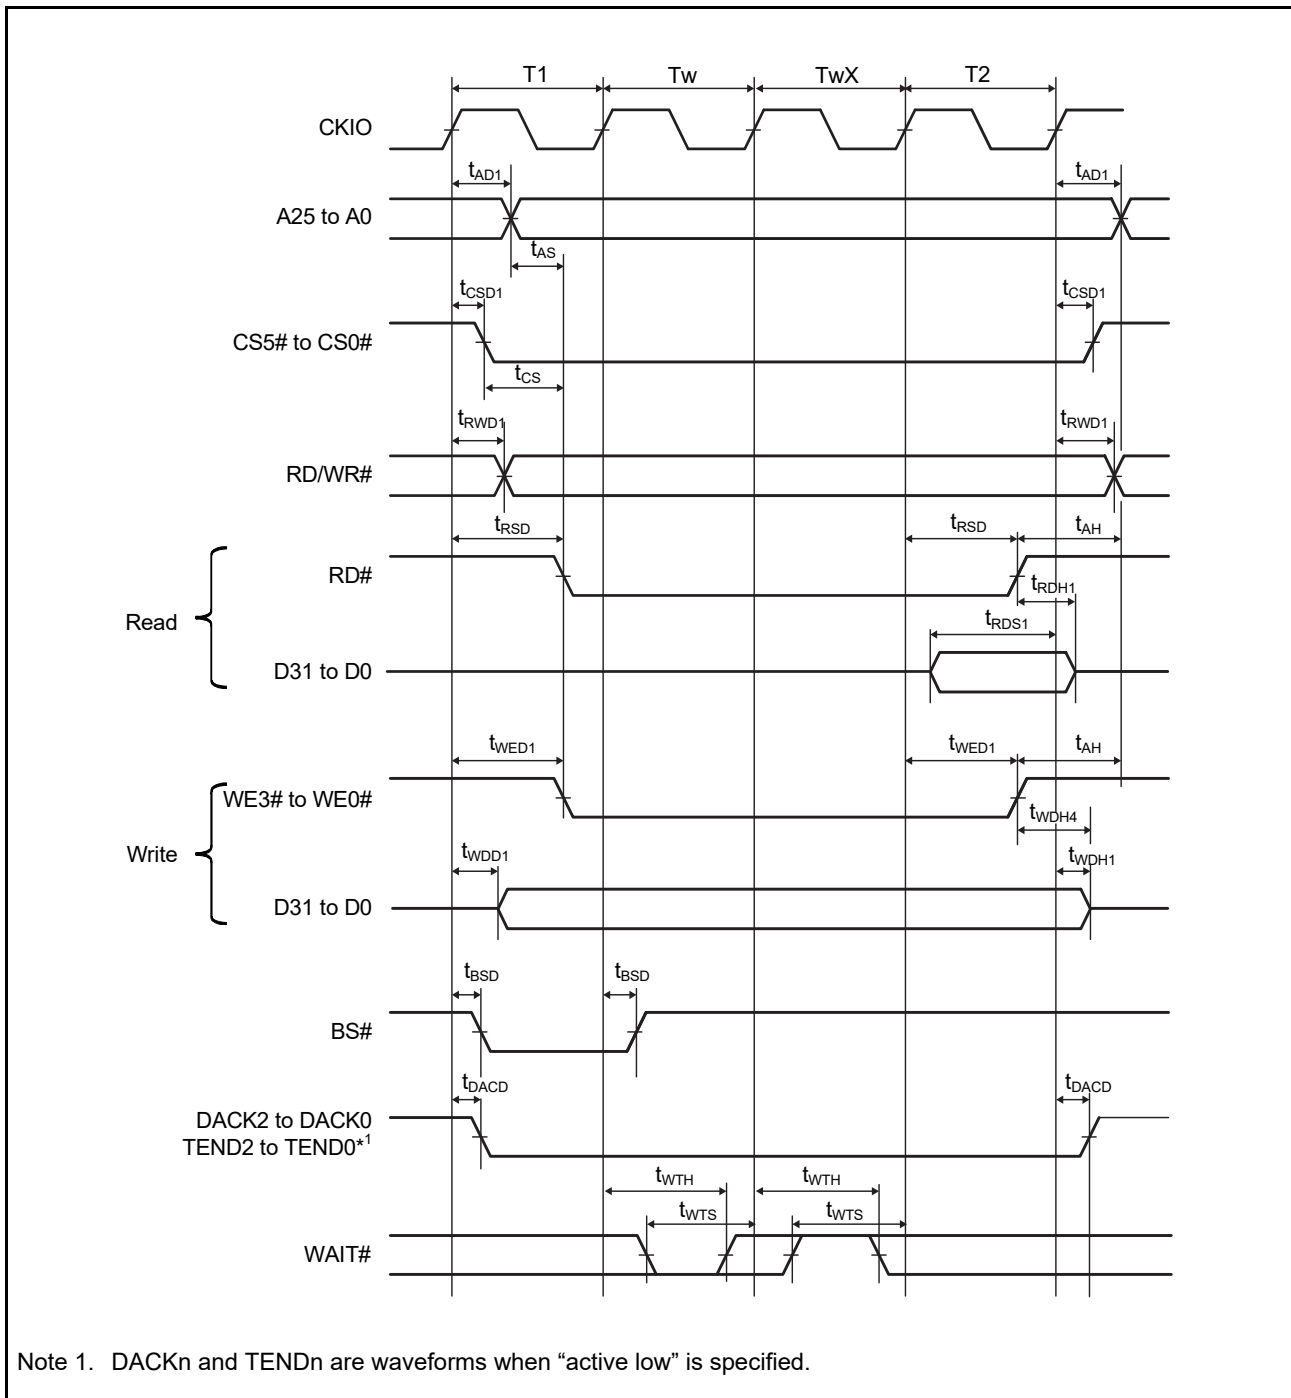 T1 Tw TwX T2
CKIO
tAD1 tAD1
A25 to A0
tAS
tCSD1 tCSD1
CS5# to CS0#
tCS
tRWD1 tRWD1
RD/WR#
tRSD tRSD tAH
RD#
tRDH1
Read
tRDS1
D31 to D0
tWED1 tWED1 tAH
WE3# to WE0#
tWDH4
Write
tWDD1 tWDH1
D31 to D0
tBSD tBSD
BS#
tDACD tDACD
DACK2 to DACK0
TEND2 to TEND0*1
tWTH tWTH
tWTS tWTS
WAIT#
Note 1. DACKn and TENDn are waveforms when “active low” is specified.